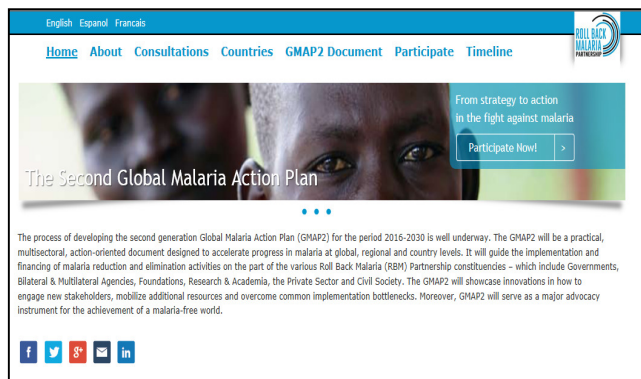 English Espanol Francais
Home About Consultations Countries GMAP2 Document Participate Timeline
ROLL BACK
MALARIA
PARTNERSHIP
From strategy to action
in the fight against malaria
Participate Now! >
The Second Global Malaria Action Plan
The process of developing the second generation Global Malaria Action Plan (GMAP2) for the period 2016-2030 is well underway. The GMAP2 will be a practical,
multisectoral, action-oriented document designed to accelerate progress in malaria at global, regional and country levels. It will guide the implementation and
financing of malaria reduction and elimination activities on the part of the various Roll Back Malaria (RBM) Partnership constituencies – which include Governments,
Bilateral & Multilateral Agencies, Foundations, Research & Academia, the Private Sector and Civil Society. The GMAP2 will showcase innovations in how to
engage new stakeholders, mobilize additional resources and overcome common implementation bottlenecks. Moreover, GMAP2 will serve as a major advocacy
instrument for the achievement of a malaria-free world.
f g+ in